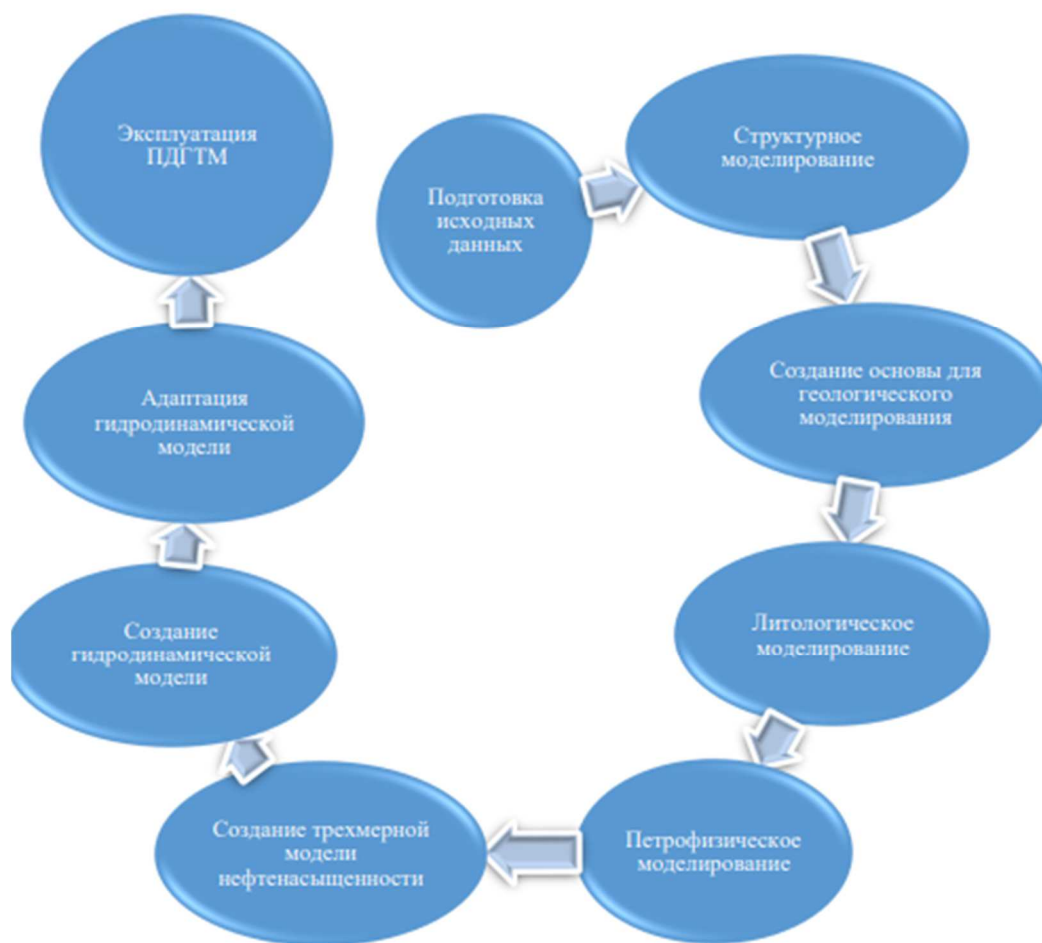 Эксплуатация
ПДГТМ
Подготовка
исходных
данных
Структурное
моделирование
Создание основы для
геологического
моделирования
Литологическое
моделирование
Петрофизическое
моделирование
Создание трехмерной
модели
нефтенасыщенности
Создание
гидродинамической
модели
Адаптация
гидродинамической
модели